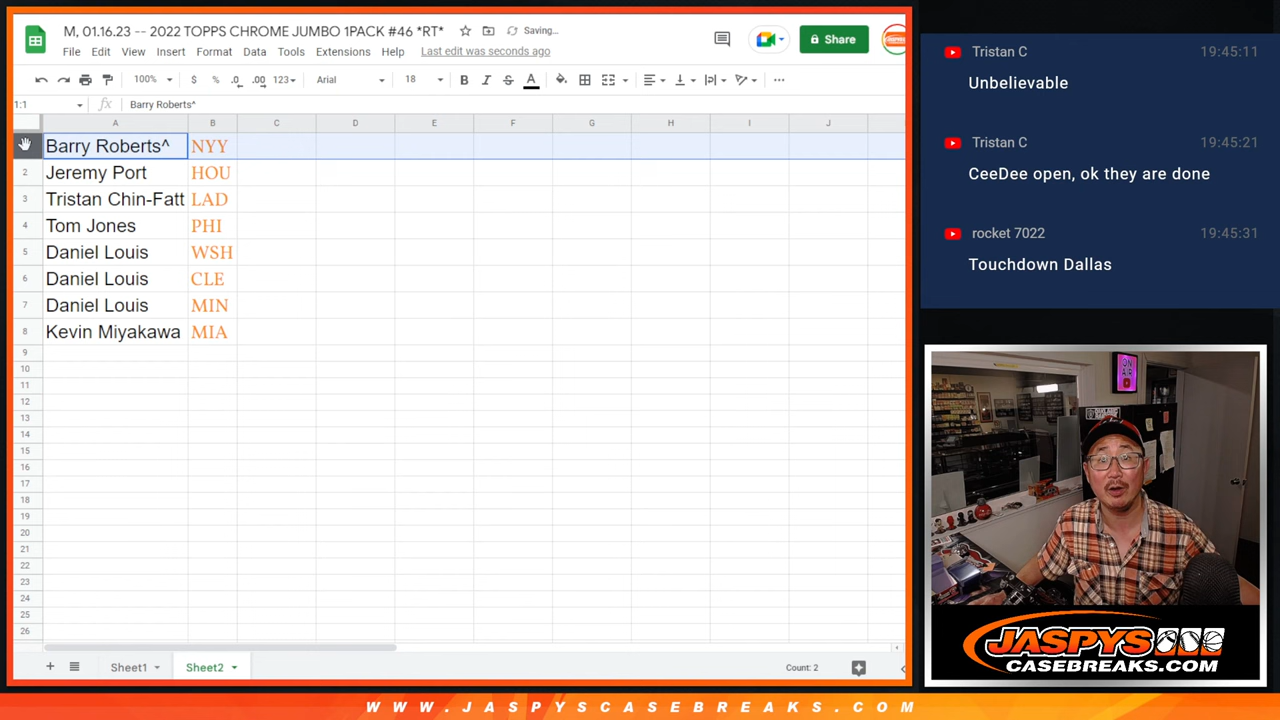 M, 01.16.23 -- 2022 TOPPS CHROME JUMBO 1PACK #46 *RT*
Saving...
File Edit View Insert Format Data Tools Extensions Help Last edit was seconds ago
Share
100% $ % .0 .00 123 Arial 18 B I S A
1:1 fx Barry Roberts^
A B C D E F G H I J
Barry Roberts^ NYY
2 Jeremy Port HOU
3 Tristan Chin-Fatt LAD
4 Tom Jones PHI
5 Daniel Louis WSH
6 Daniel Louis CLE
7 Daniel Louis MIN
8 Kevin Miyakawa MIA
9
10
11
12
13
14
15
16
17
18
19
20
21
22
23
24
25
26
Sheet1 Sheet2 Count: 2
Tristan C 19:45:11
Unbelievable
Tristan C 19:45:21
CeeDee open, ok they are done
rocket 7022 19:45:31
Touchdown Dallas
ON AIR
JASPYS
CASEBREAKS.COM
WWW.JASPYSCASEBREAKS.COM